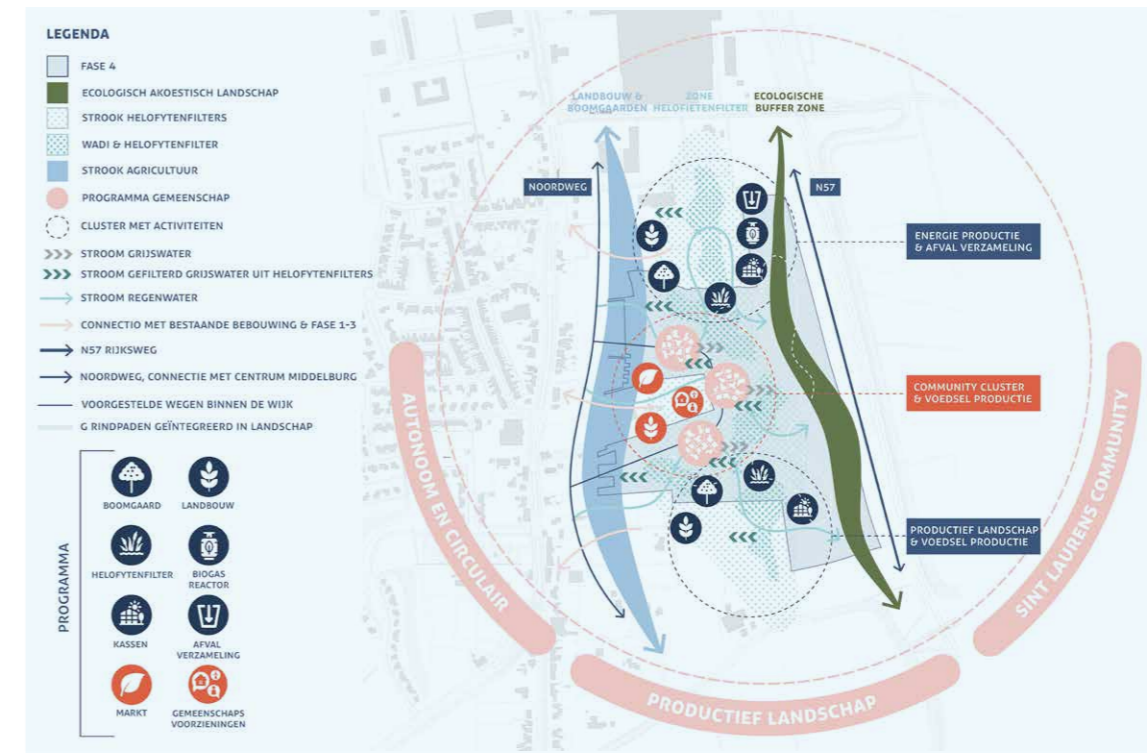 LEGENDA
FASE 4
ECOLOGISCH AKOESTISCH LANDSCHAP
STROOK HELOFYTENFILTERS
WADI & HELOFYTENFILTER
STROOK AGRICULTUUR
PROGRAMMA GEMEENSCHAP
CLUSTER MET ACTIVITEITEN
STROOM GRIJSWATER
STROOM GEFILTERD GRIJSWATER UIT HELOFYTENFILTERS
STROOM REGENWATER
CONNECTIO MET BESTAANDE BEBOUWING & FASE 1-3
N57 RIJKSWEG
NOORDWEG, CONNECTIE MET CENTRUM MIDDELBURG
VOORGESTELDE WEGEN BINNEN DE WIJK
G RINDPADEN GEÏNTEGREERD IN LANDSCHAP
PROGRAMMA
BOOMGAARD
LANDBOUW
HELOFYTENFILTER
BIOGAS
REACTOR
KASSEN
AFVAL
VERZAMELING
MARKT
GEMEENSCHAPS
VOORZIENINGEN
LANDBOUW &
BOOMGAARDEN
ZONE
HELOFIETENFILTER
ECOLOGISCHE
BUFFER ZONE
NOORDWEG
N57
ENERGIE PRODUCTIE
& AFVAL VERZAMELING
COMMUNITY CLUSTER
& VOEDSEL PRODUCTIE
PRODUCTIEF LANDSCHAP
& VOEDSEL PRODUCTIE
AUTONOOM EN CIRCULAIR
PRODUCTIEF LANDSCHAP
SINT LAURENS COMMUNITY